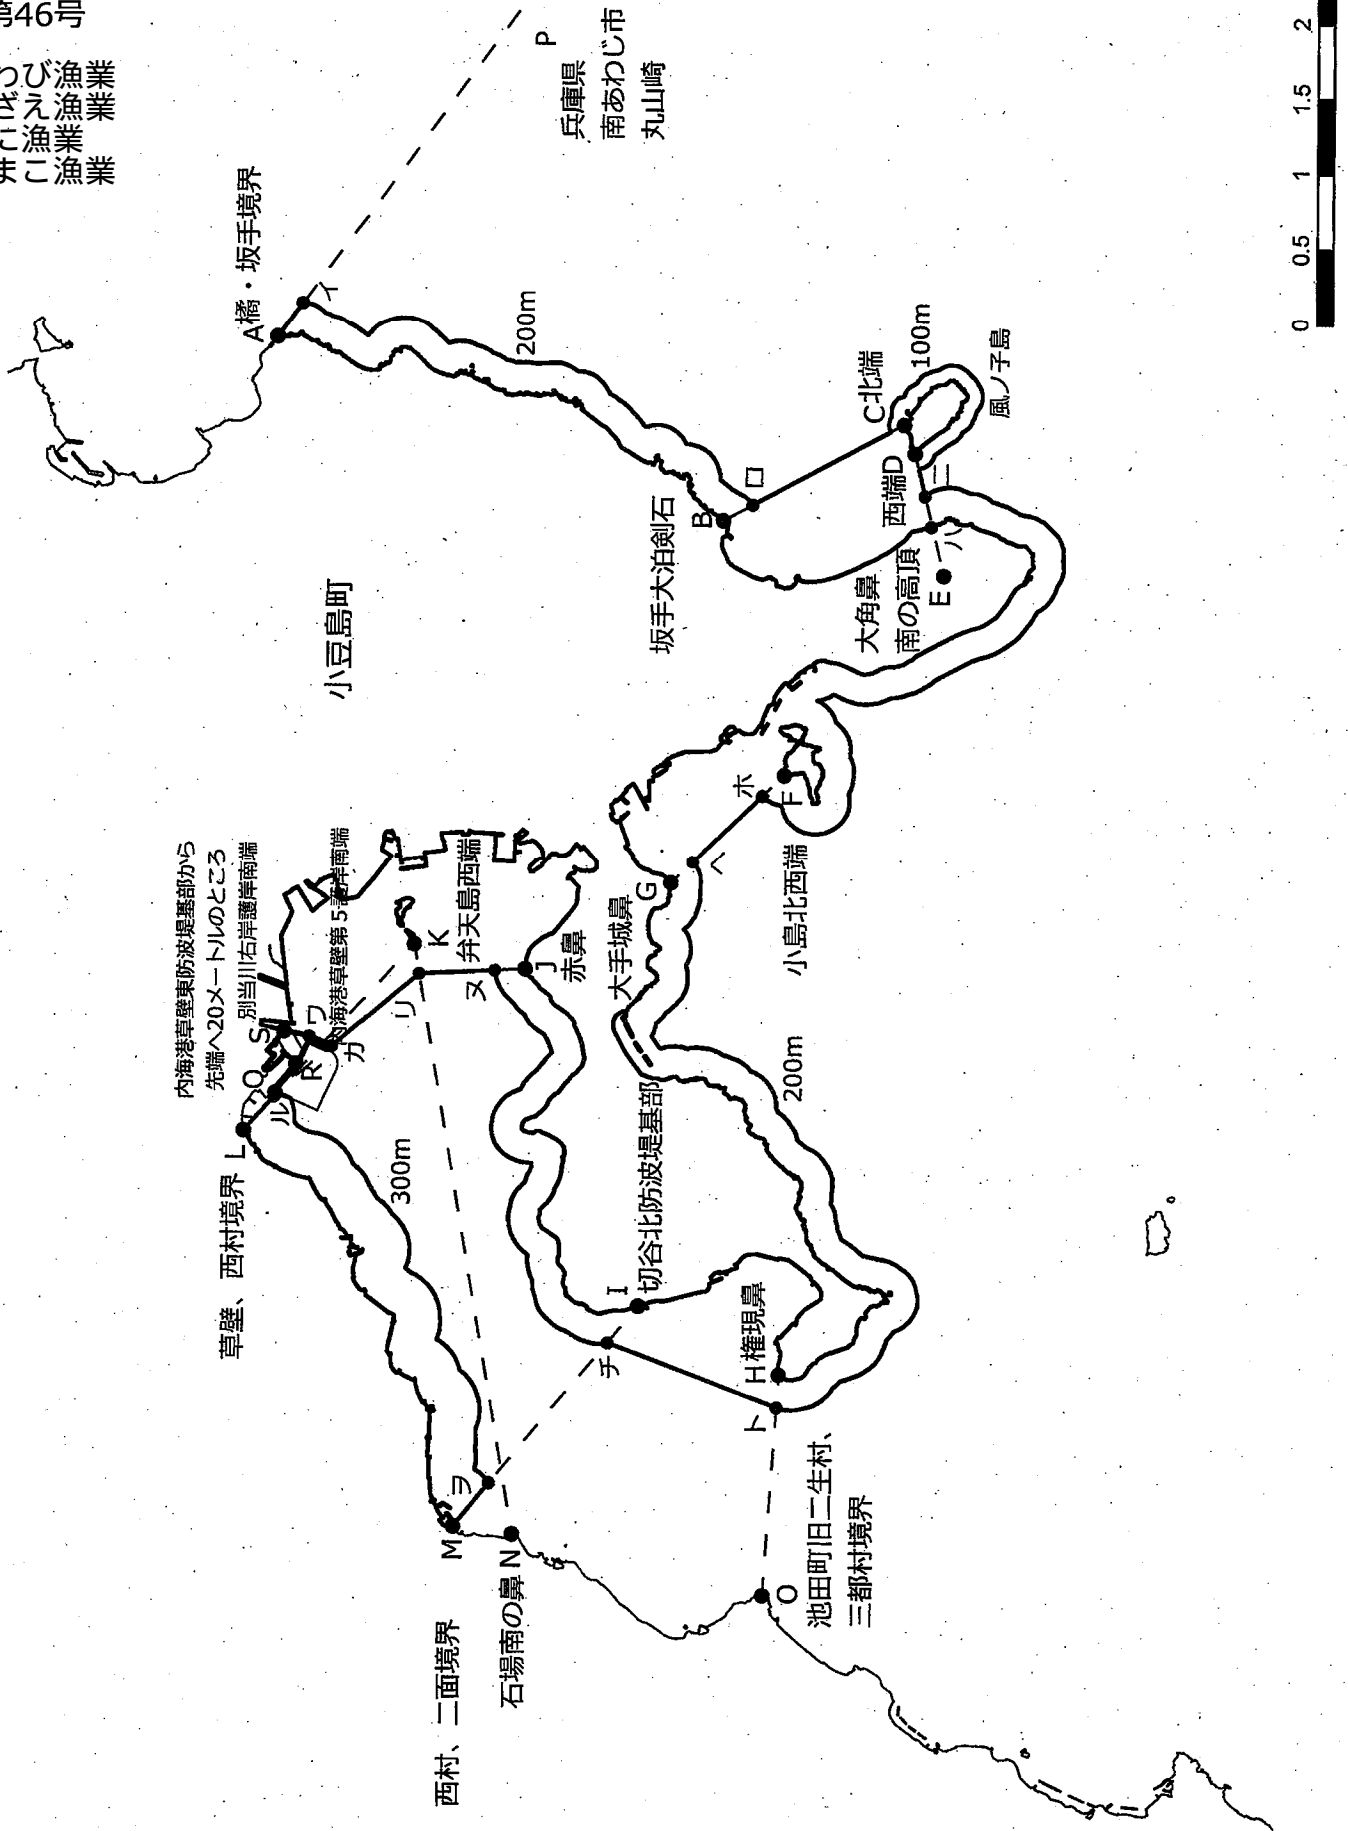 第46号
わび漁業
ざえ漁業
こ漁業
まこ漁業
P
兵庫県
南あわじ市
丸山崎
A橘・坂手境界
イ
200m
小豆島町
坂手大泊剣石
B
ロ
C北端
100m
風ノ子島
西端D
ニ
ハ
大角鼻
南の高頂
E
ホ
F
小島北西端
ヘ
G
大手城鼻
200m
内海港草壁東防波堤基部から
先端へ20メートルのところ
別当川右岸護岸南端
内海港草壁第5護岸南端
弁天島西端
K
J
赤鼻
ヌ
リ
S
ワ
カ
R
Q
ル
L
草壁、西村境界
300m
切谷北防波堤基部
I
チ
H権現鼻
ト
ヲ
M
西村、二面境界
N
石場南の鼻
O
池田町旧二生村、
三都村境界
0 0.5 1 1.5 2